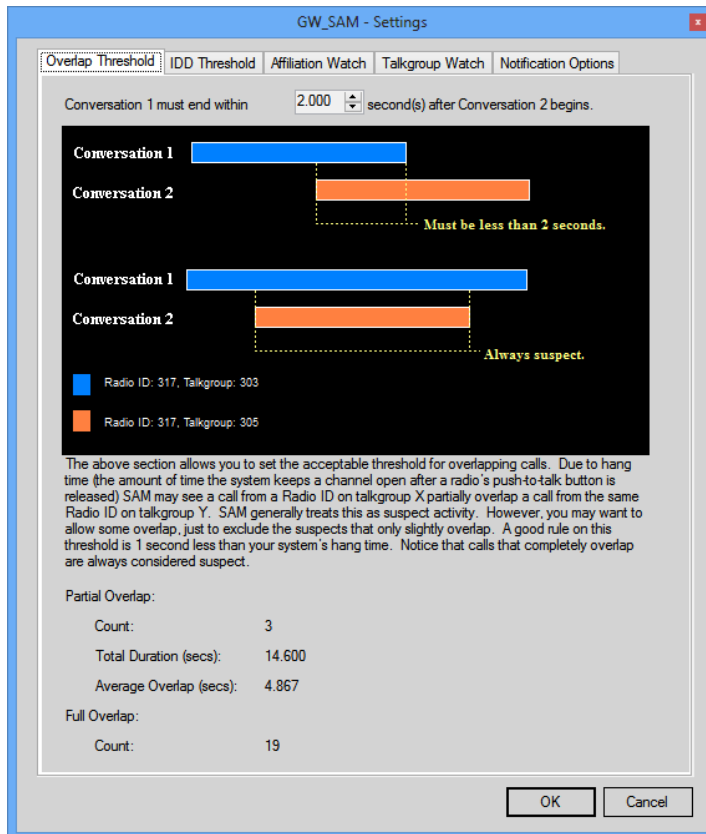 GW_SAM - Settings
x
Overlap Threshold IDD Threshold Affiliation Watch Talkgroup Watch Notification Options
Conversation 1 must end within 2.000 second(s) after Conversation 2 begins.
Conversation 1
Conversation 2
Must be less than 2 seconds.
Conversation 1
Conversation 2
Always suspect.
Radio ID: 317, Talkgroup: 303
Radio ID: 317, Talkgroup: 305
The above section allows you to set the acceptable threshold for overlapping calls. Due to hang
time (the amount of time the system keeps a channel open after a radio's push-to-talk button is
released) SAM may see a call from a Radio ID on talkgroup X partially overlap a call from the same
Radio ID on talkgroup Y. SAM generally treats this as suspect activity. However, you may want to
allow some overlap, just to exclude the suspects that only slightly overlap. A good rule on this
threshold is 1 second less than your system's hang time. Notice that calls that completely overlap
are always considered suspect.
Partial Overlap:
Count: 3
Total Duration (secs): 14.600
Average Overlap (secs): 4.867
Full Overlap:
Count: 19
OK Cancel